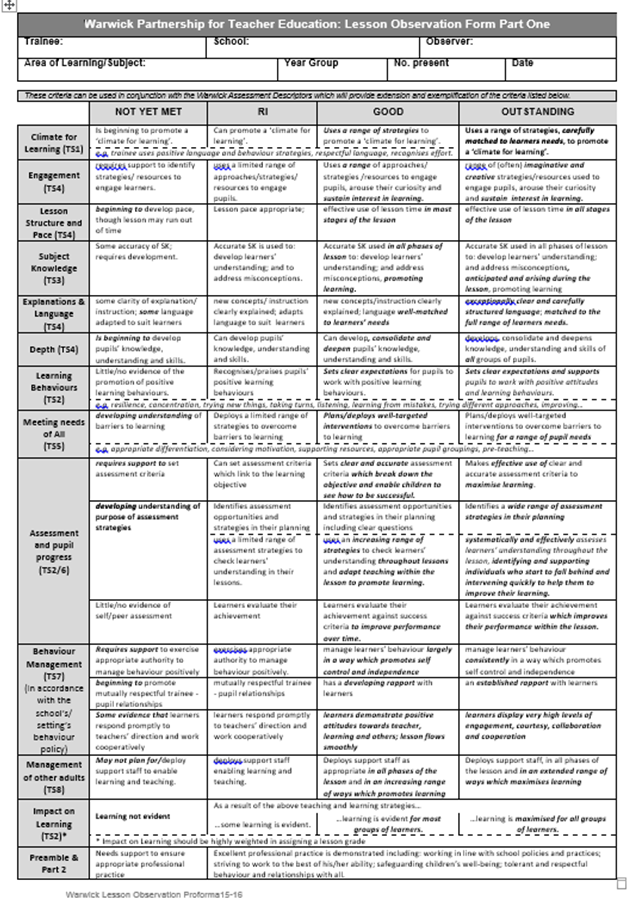 Warwick Partnership for Teacher Education: Lesson Observation Form Part One
Trainee: School: Observer:
Area of Learning/Subject: Year Group No. present Date
These criteria can be used in conjunction with the Warwick Assessment Descriptors which will provide extension and exemplification of the criteria listed below.
NOT YET MET RI GOOD OUTSTANDING
Climate for
Learning (TS1)
Is beginning to promote a
'climate for learning'.
Can promote a 'climate for
learning'.
Uses a range of strategies to
promote a 'climate for learning'.
Uses a range of strategies, carefully
matched to learners needs, to promote
a 'climate for learning'.
e.g. trainee uses positive language and behaviour strategies, respectful language, recognises effort.
Engagement
(TS4)
requires support to identify
strategies/ resources to
engage learners.
uses a limited range of
approaches/strategies/
resources to engage
pupils.
Uses a range of approaches/
strategies /resources to engage
pupils, arouse their curiosity and
sustain interest in learning.
range of (often) imaginative and
creative strategies/resources used to
engage pupils, arouse their curiosity
and sustain interest in learning.
Lesson
Structure and
Pace (TS4)
beginning to develop pace,
though lesson may run out
of time
Lesson pace appropriate;
effective use of lesson time in most
stages of the lesson
effective use of lesson time in all stages
of the lesson
Subject
Knowledge
(TS3)
Some accuracy of SK;
requires development.
Accurate SK is used to:
develop learners'
understanding; and to
address misconceptions.
Accurate SK used in all phases of
lesson to: develop learners'
understanding; and address
misconceptions, promoting
learning.
Accurate SK used in all phases of lesson
to: develop learners' understanding;
and address misconceptions,
anticipated and arising during the
lesson, promoting learning
Explanations &
Language
(TS4)
some clarity of explanation/
instruction; some language
adapted to suit learners
new concepts/ instruction
clearly explained; adapts
language to suit learners
new concepts/instruction clearly
explained; language well-matched
to learners' needs
exceptionally clear and carefully
structured language; matched to the
full range of learners needs.
Depth (TS4)
Is beginning to develop
pupils' knowledge,
understanding and skills.
Can develop pupils'
knowledge, understanding
and skills.
Can develop, consolidate and
deepen pupils' knowledge,
understanding and skills.
develops, consolidate and deepens
knowledge, understanding and skills of
all groups of pupils.
Learning
Behaviours
(TS2)
Little/no evidence of the
promotion of positive
learning behaviours.
Recognises/praises pupils'
positive learning
behaviours
Sets clear expectations for pupils to
work with positive learning
behaviours.
Sets clear expectations and supports
pupils to work with positive attitudes
and learning behaviours.
e.g. resilience, concentration, trying new things, taking turns, listening, learning from mistakes, trying different approaches, improving..
Meeting needs
of All
(TS5)
developing understanding of
barriers to learning
Deploys a limited range of
strategies to overcome
barriers to learning
Plans/deploys well-targeted
interventions to overcome barriers
to learning
Plans/deploys well-targeted
interventions to overcome barriers to
learning for a range of pupil needs
e.g. appropriate differentiation, considering motivation, supporting resources, appropriate pupil groupings, pre-teaching...
Assessment
and pupil
progress
(TS2/6)
requires support to set
assessment criteria
Can set assessment criteria
which link to the learning
objective
Sets clear and accurate assessment
criteria which break down the
objective and enable children to
see how to be successful.
Makes effective use of clear and
accurate assessment criteria to
maximise learning.
developing understanding of
purpose of assessment
strategies
Identifies assessment
opportunities and
strategies in their planning
Identifies assessment opportunities
and strategies in their planning
including clear questions
Identifies a wide range of assessment
strategies in their planning
uses a limited range of
assessment strategies to
check learners'
understanding in their
lessons.
uses an increasing range of
strategies to check learners'
understanding throughout lessons
and adapt teaching within the
lesson to promote learning.
systematically and effectively assesses
learners' understanding throughout the
lesson, identifying and supporting
individuals who start to fall behind and
intervening quickly to help them to
improve their learning.
Little/no evidence of
self/peer assessment
Learners evaluate their
achievement
Learners evaluate their
achievement against success
criteria to improve performance
over time.
Learners evaluate their achievement
against success criteria which improves
their performance within the lesson.
Behaviour
Management
(TS7)
(in accordance
with the
school's/
setting's
behaviour
policy)
Requires support to exercise
appropriate authority to
manage behaviour positively
exercises appropriate
authority to manage
behaviour positively.
manage learners' behaviour largely
in a way which promotes self
control and independence
manage learners' behaviour
consistently in a way which promotes
self control and independence
beginning to promote
mutually respectful trainee -
pupil relationships
mutually respectful trainee
- pupil relationships
has a developing rapport with
learners
an established rapport with learners
Some evidence that learners
respond promptly to
teachers' direction and work
cooperatively
learners respond promptly
to teachers' direction and
work cooperatively
learners demonstrate positive
attitudes towards teacher,
learning and others; lesson flows
smoothly
learners display very high levels of
engagement, courtesy, collaboration
and cooperation
Management
of other adults
(TS8)
May not plan for/deploy
support staff to enable
learning and teaching.
deploys support staff
enabling learning and
teaching.
Deploys support staff as
appropriate in all phases of the
lesson and in an increasing range
of ways which promotes learning
Deploys support staff, in all phases of
the lesson and in an extended range of
ways which maximises learning
Impact on
Learning
(TS2)*
Learning not evident
As a result of the above teaching and learning strategies...
...some learning is evident.
...learning is evident for most
groups of learners.
...learning is maximised for all groups
of learners.
* Impact on Learning should be highly weighted in assigning a lesson grade
Preamble &
Part 2
Needs support to ensure
appropriate professional
practice
Excellent professional practice is demonstrated including: working in line with school policies and practices;
striving to work to the best of his/her ability; safeguarding children's well-being; tolerant and respectful
behaviour and relationships with all.
Warwick Lesson Observation Proforma15-16